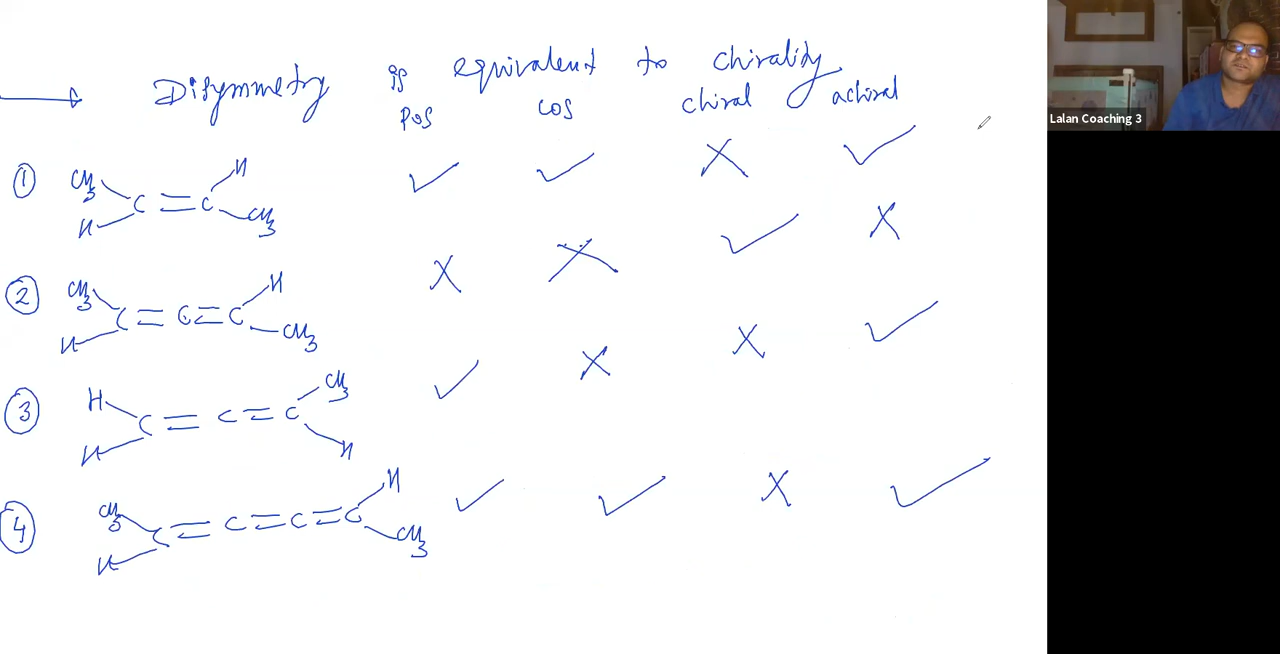 → Disymmetry is equivalent to chirality
POS COS chiral achiral
① CH3 H C = C H CH3 ✓ ✓ X ✓
② CH3 H C = C = C H CH3 X X ✓ X
③ H H C = C = C CH3 H ✓ X X ✓
④ CH3 H C = C = C = C H CH3 ✓ ✓ X ✓
Lalan Coaching 3